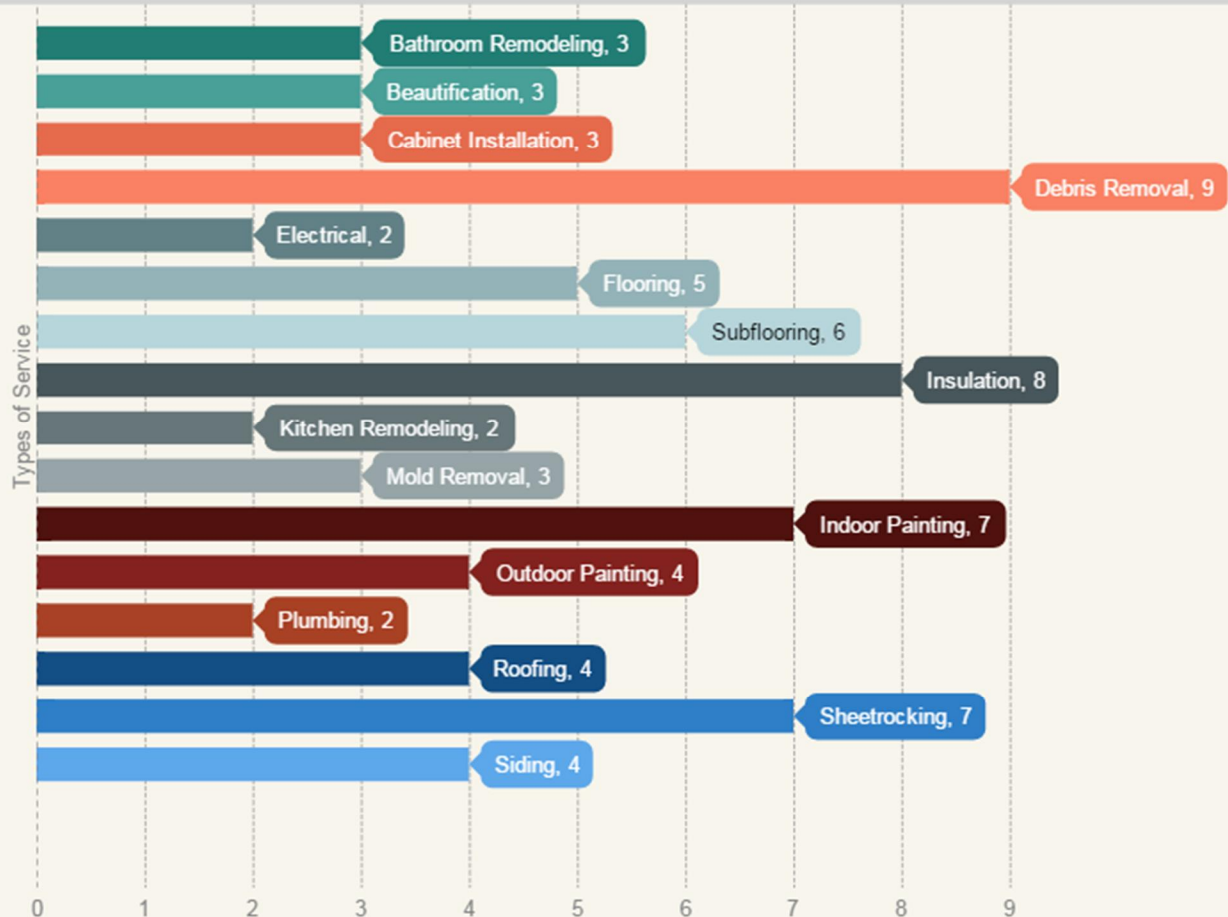 Bathroom Remodeling, 3
Beautification, 3
Cabinet Installation, 3
Debris Removal, 9
Electrical, 2
Flooring, 5
Subflooring, 6
Insulation, 8
Kitchen Remodeling, 2
Mold Removal, 3
Indoor Painting, 7
Outdoor Painting, 4
Plumbing, 2
Roofing, 4
Sheetrocking, 7
Siding, 4
Types of Service
0 1 2 3 4 5 6 7 8 9